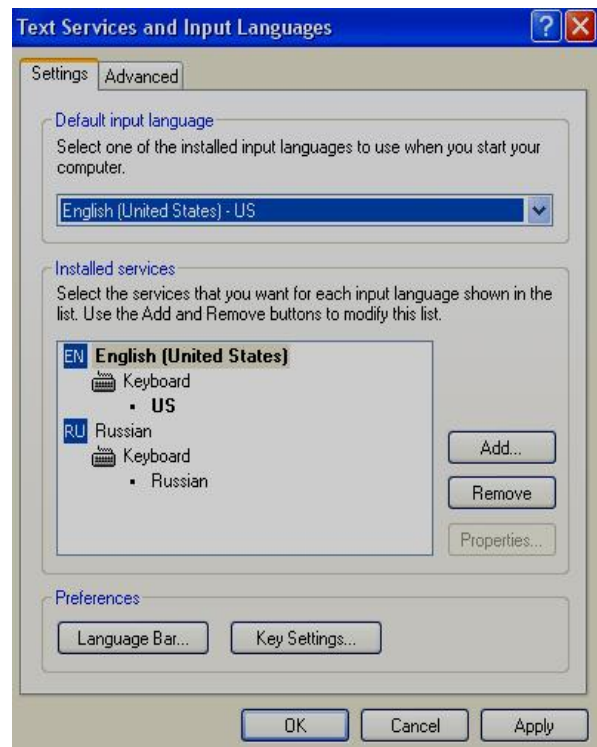 Text Services and Input Languages
Settings
Advanced
Default input language
Select one of the installed input languages to use when you start your
computer.
English (United States) - US
Installed services
Select the services that you want for each input language shown in the
list. Use the Add and Remove buttons to modify this list.
EN English (United States)
Keyboard
• US
RU Russian
Keyboard
• Russian
Add...
Remove
Properties...
Preferences
Language Bar...
Key Settings...
OK
Cancel
Apply